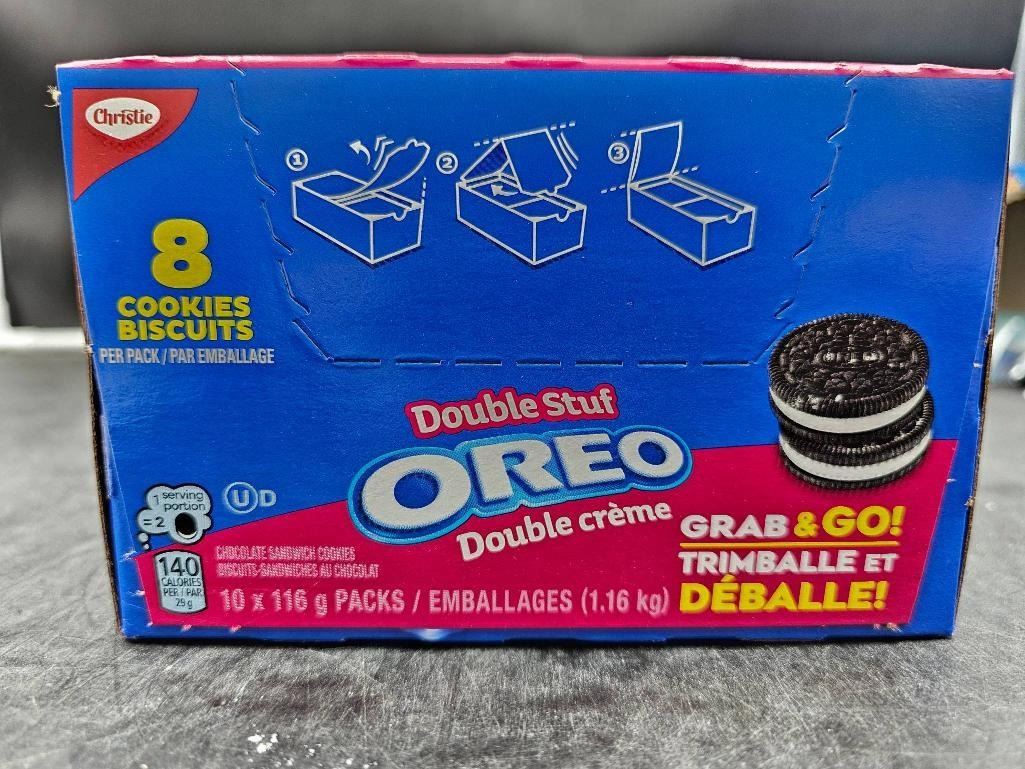 Christie
1
2
3
8
COOKIES
BISCUITS
PER PACK / PAR EMBALLAGE
Double Stuf
OREO
Double crème
1 serving
portion
= 2
U D
140
CALORIES
PER / PAR
29 g
CHOCOLATE SANDWICH COOKIES
BISCUITS-SANDWICHES AU CHOCOLAT
10 x 116 g PACKS / EMBALLAGES (1.16 kg)
GRAB & GO!
TRIMBALLE ET
DÉBALLE!